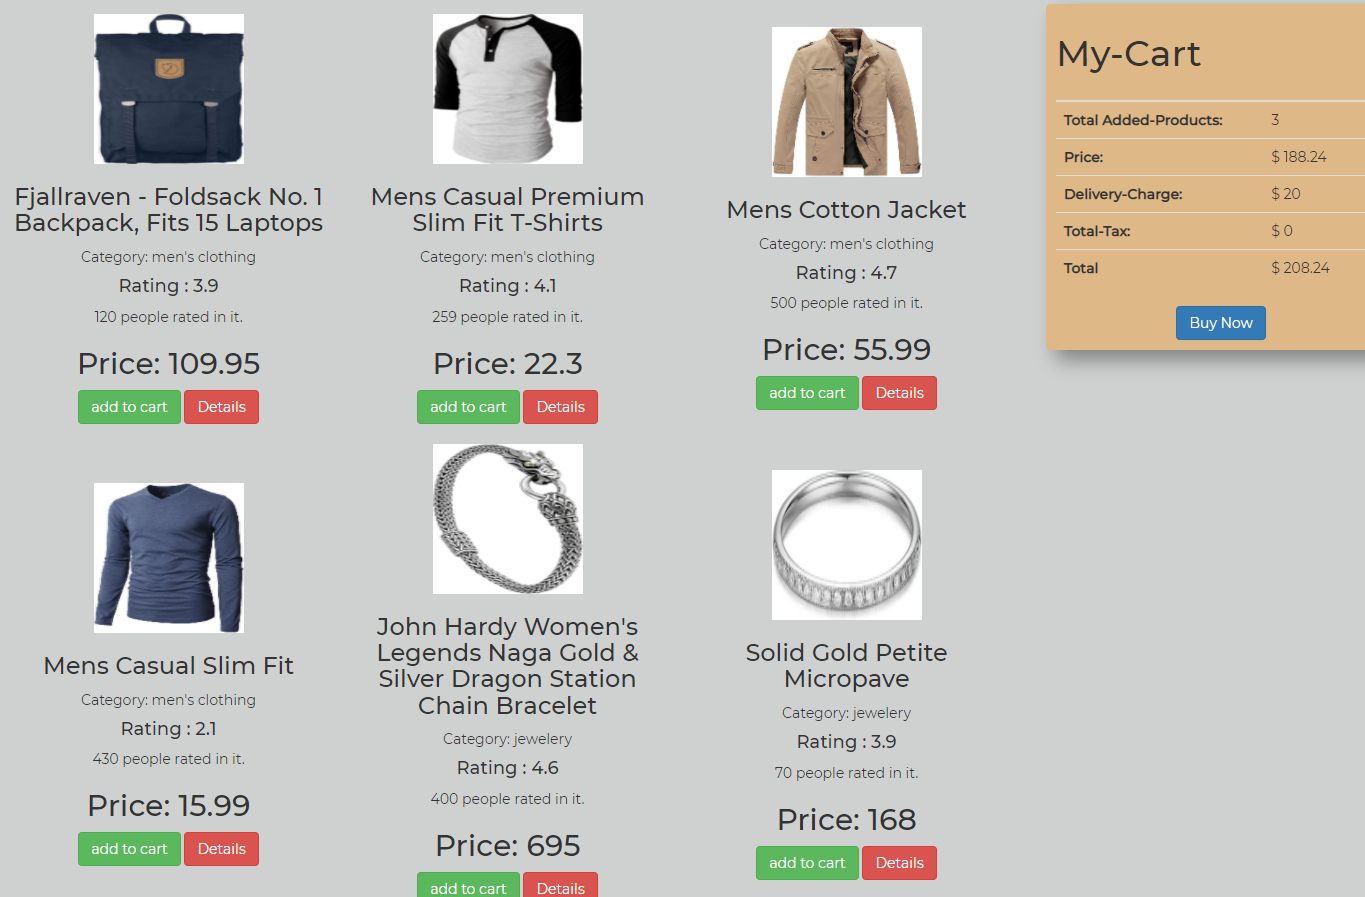 Fjallraven - Foldsack No. 1
Backpack, Fits 15 Laptops
Category: men's clothing
Rating : 3.9
120 people rated in it.
Price: 109.95
add to cart Details
Mens Casual Premium
Slim Fit T-Shirts
Category: men's clothing
Rating : 4.1
259 people rated in it.
Price: 22.3
add to cart Details
Mens Cotton Jacket
Category: men's clothing
Rating : 4.7
500 people rated in it.
Price: 55.99
add to cart Details
Mens Casual Slim Fit
Category: men's clothing
Rating : 2.1
430 people rated in it.
Price: 15.99
add to cart Details
John Hardy Women's
Legends Naga Gold &
Silver Dragon Station
Chain Bracelet
Category: jewelery
Rating : 4.6
400 people rated in it.
Price: 695
add to cart Details
Solid Gold Petite
Micropave
Category: jewelery
Rating : 3.9
70 people rated in it.
Price: 168
add to cart Details
My-Cart
Total Added-Products: 3
Price: $ 188.24
Delivery-Charge: $ 20
Total-Tax: $ 0
Total $ 208.24
Buy Now